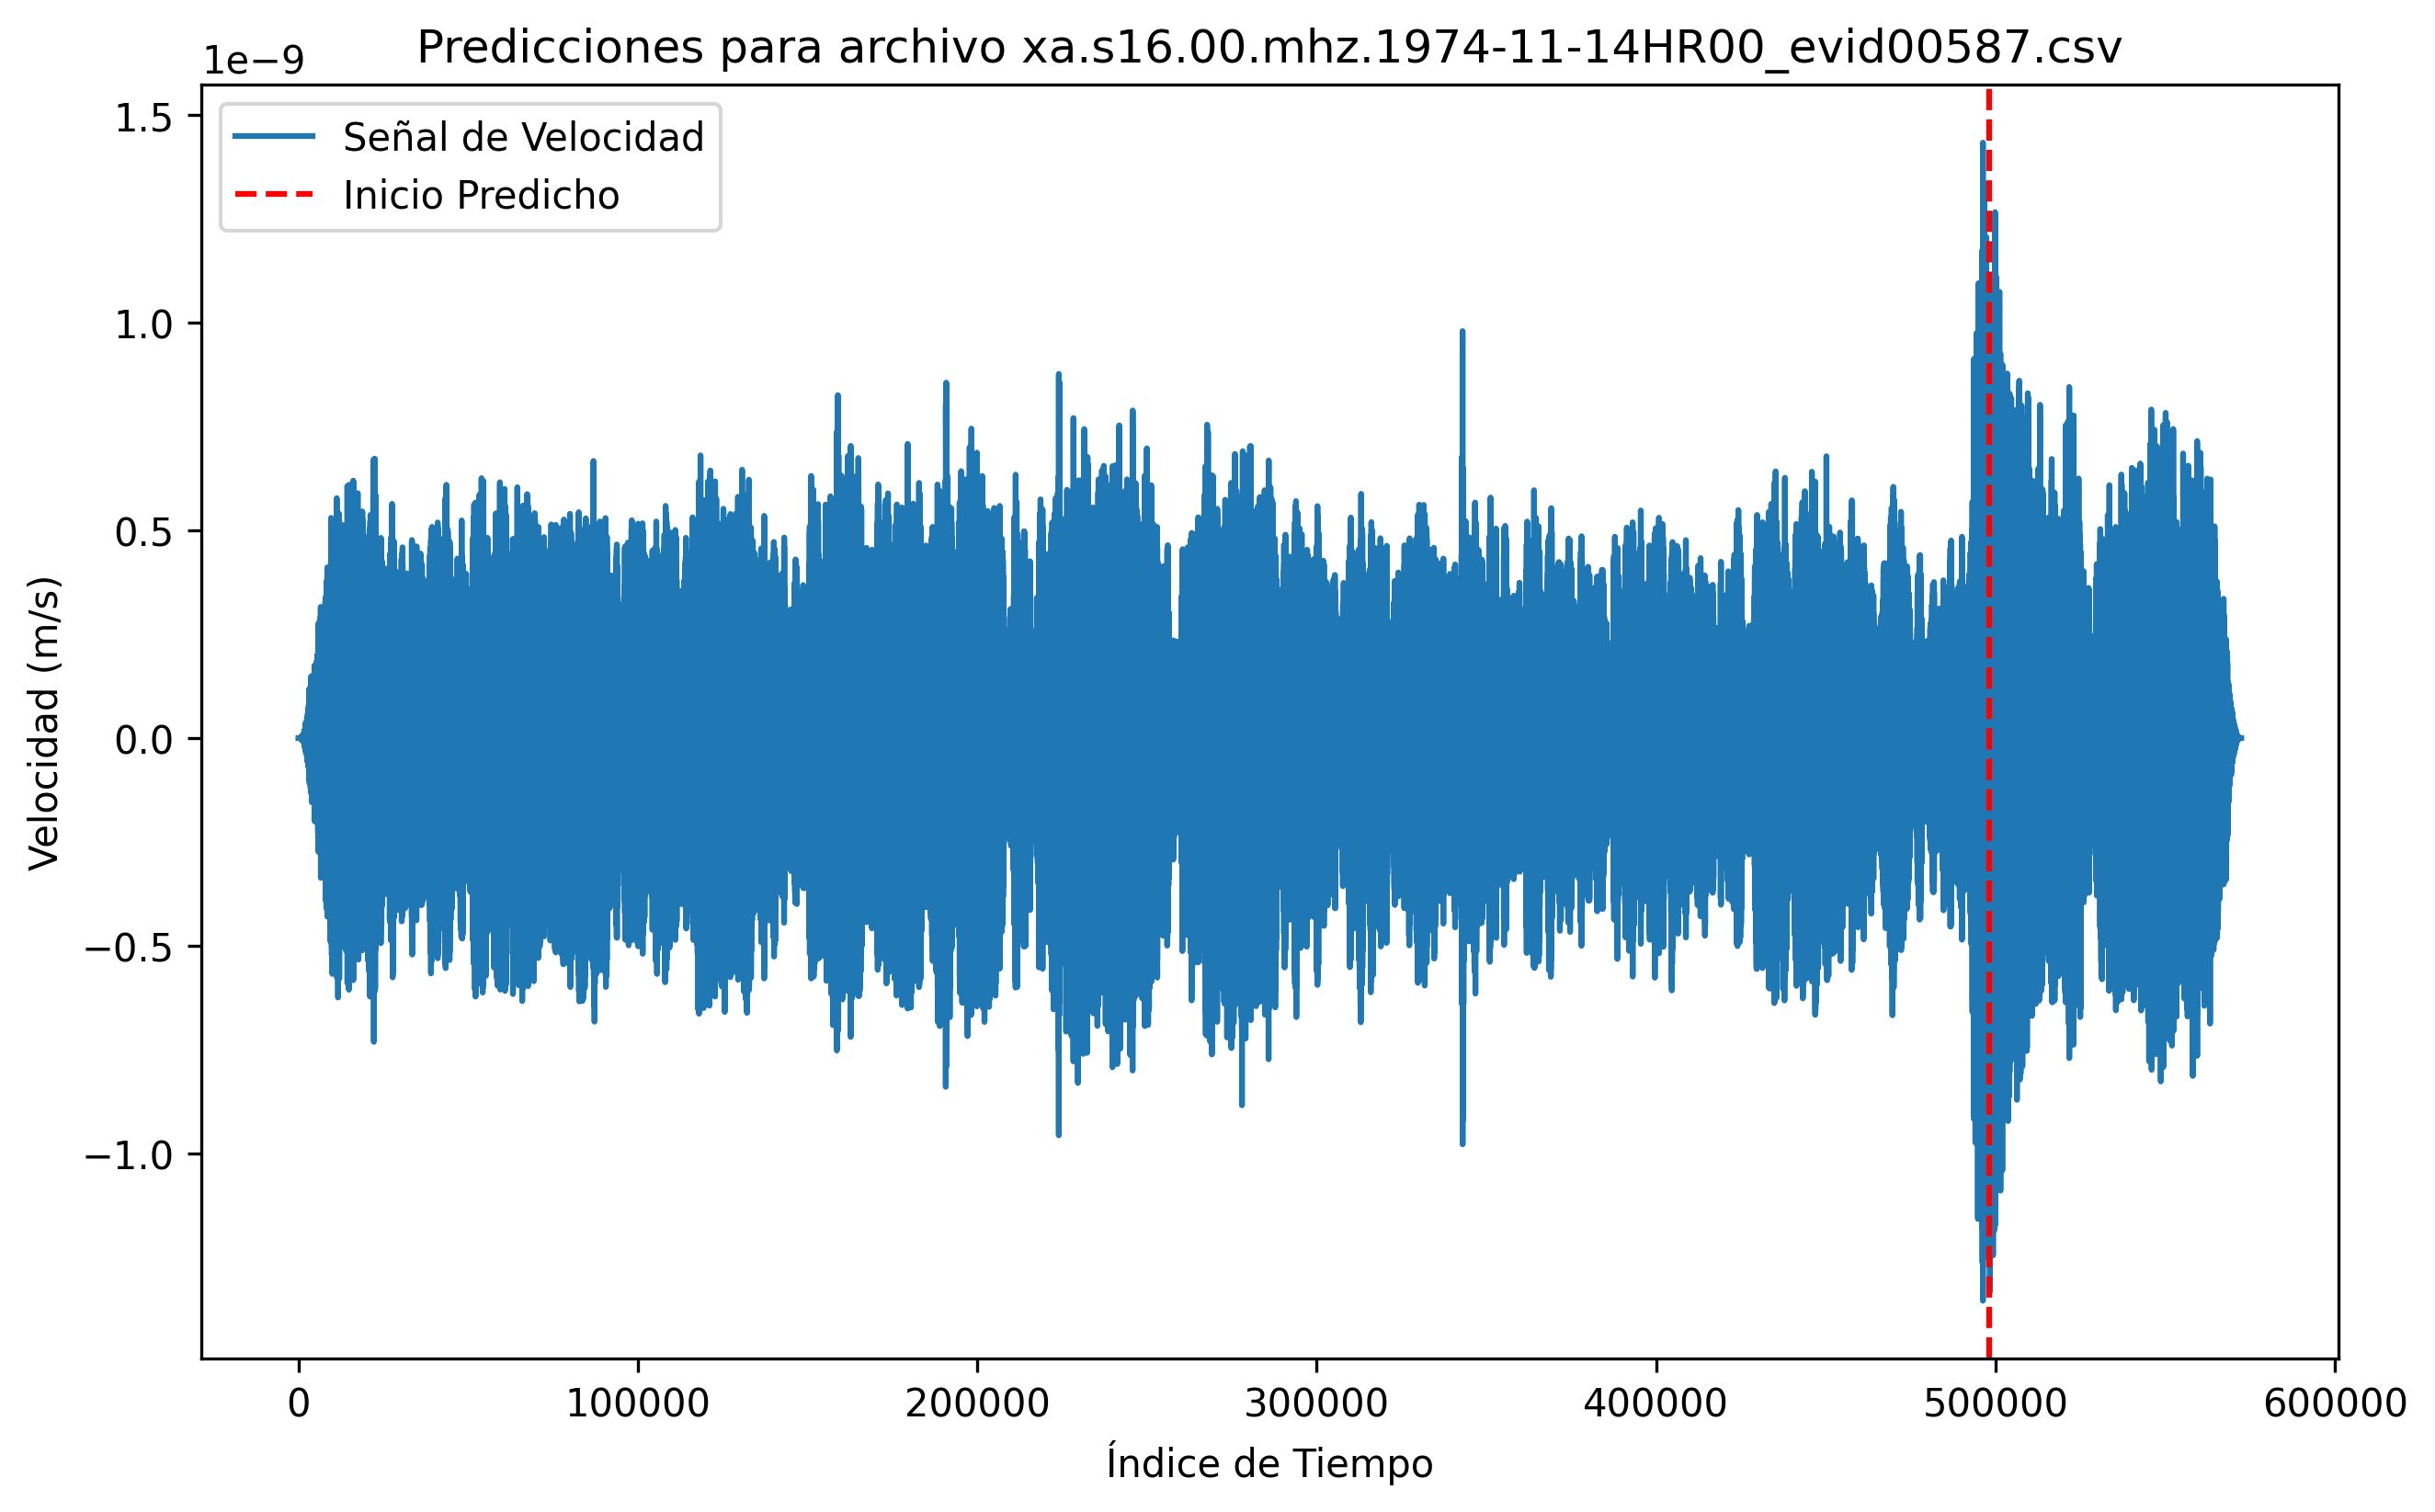 Predicciones para archivo xa.s16.00.mhz.1974-11-14HR00_evid00587.csv
1e−9
Señal de Velocidad
Inicio Predicho
1.5
1.0
0.5
0.0
−0.5
−1.0
Velocidad (m/s)
0 100000 200000 300000 400000 500000 600000
Índice de Tiempo